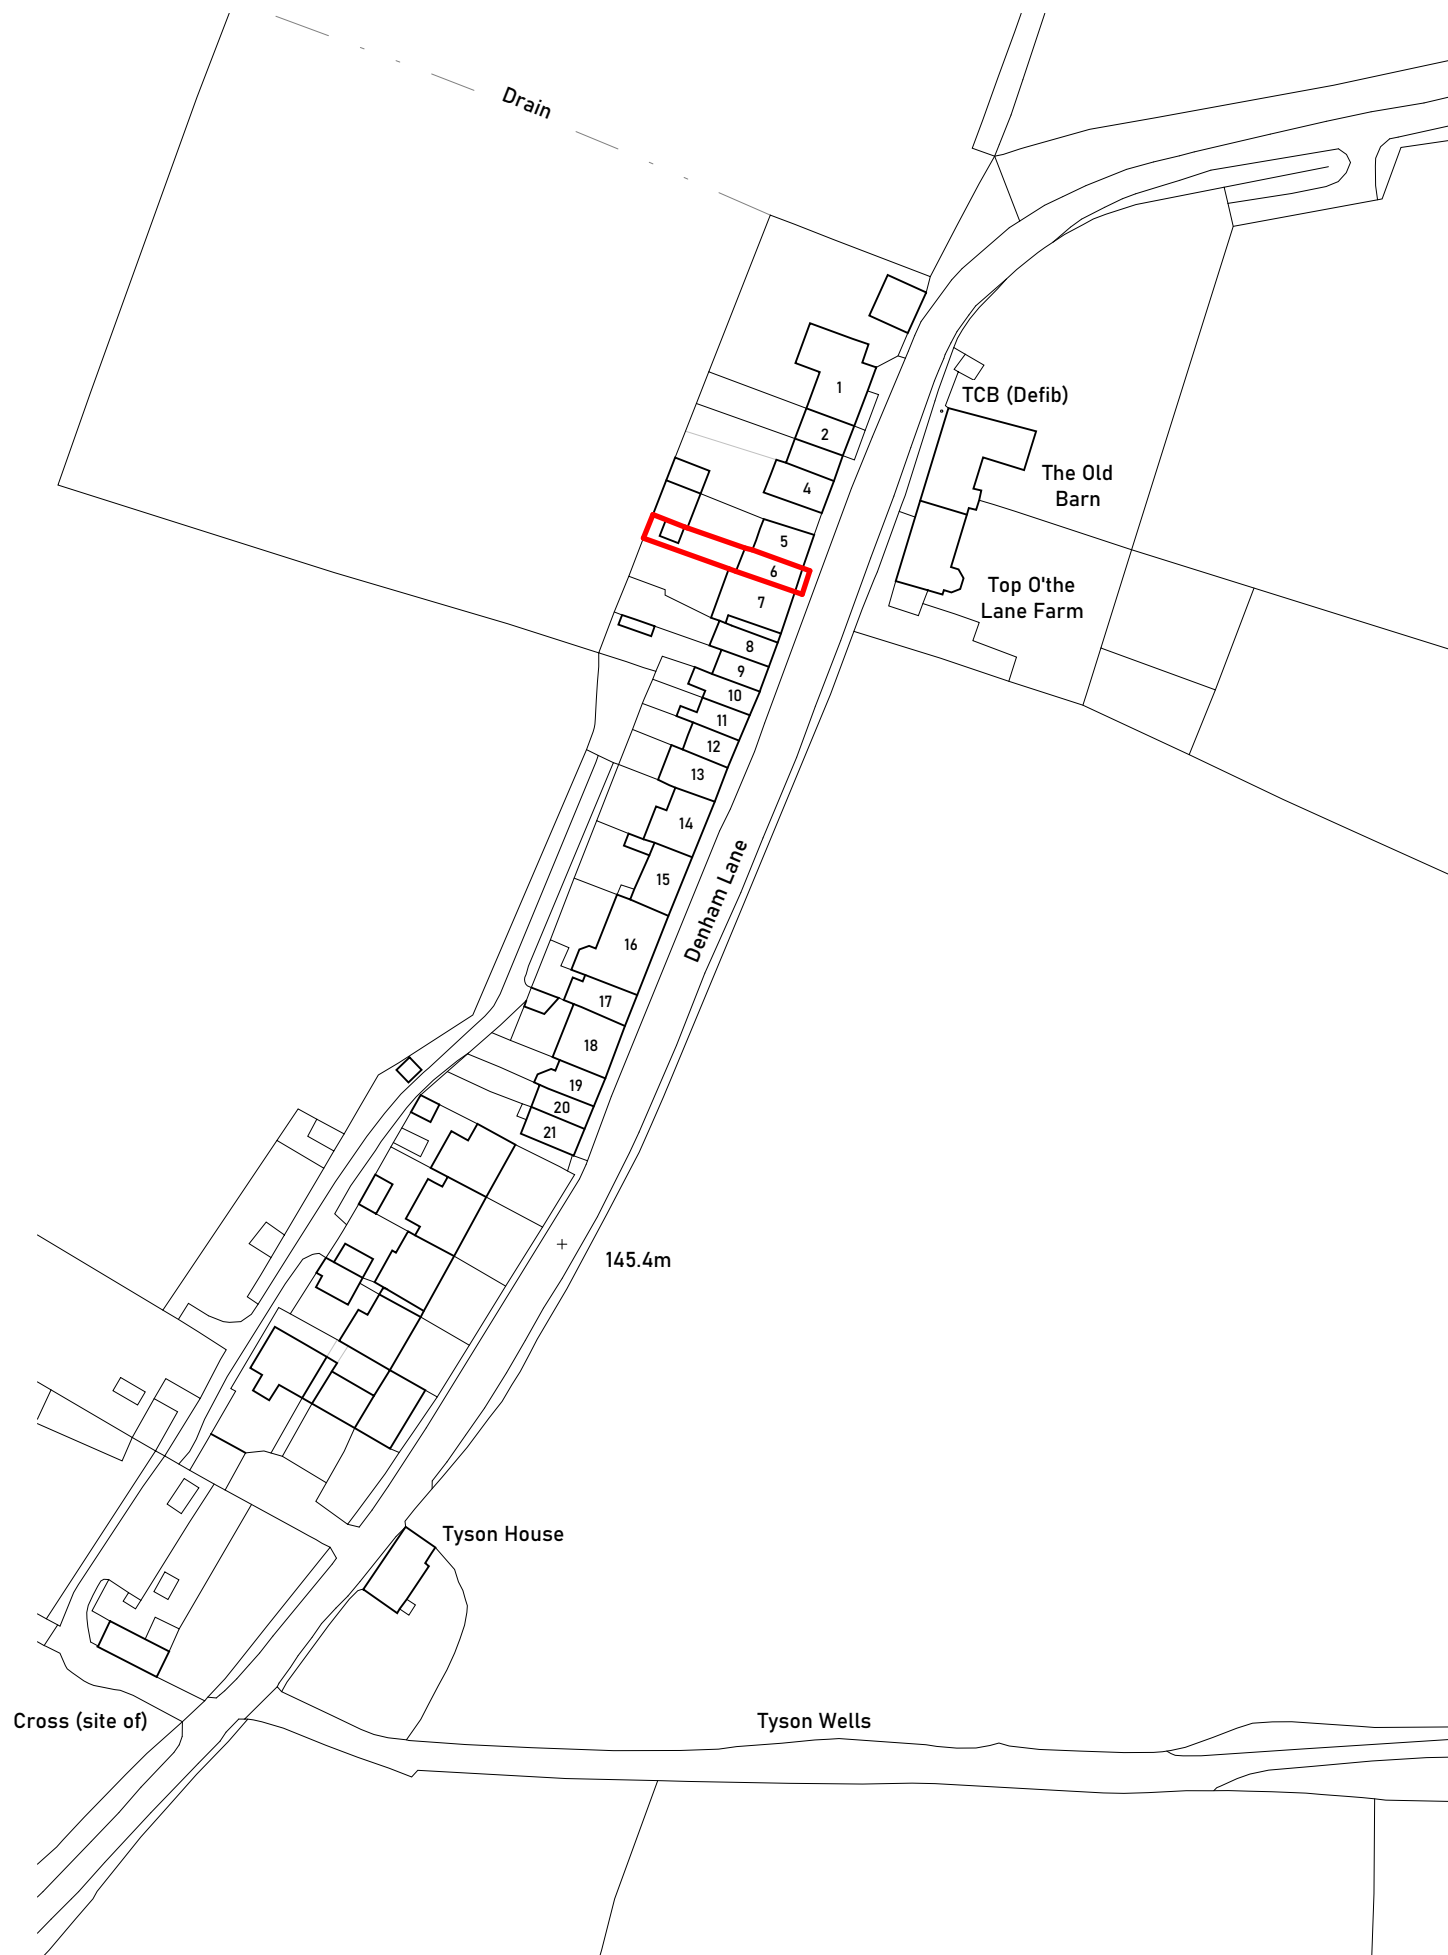 Drain
1
TCB (Defib)
2
The Old
Barn
4
5
6
Top O'the
Lane Farm
7
8
9
10
11
12
13
14
15
Denham Lane
16
17
18
19
20
21
145.4m
Tyson House
Cross (site of)
Tyson Wells